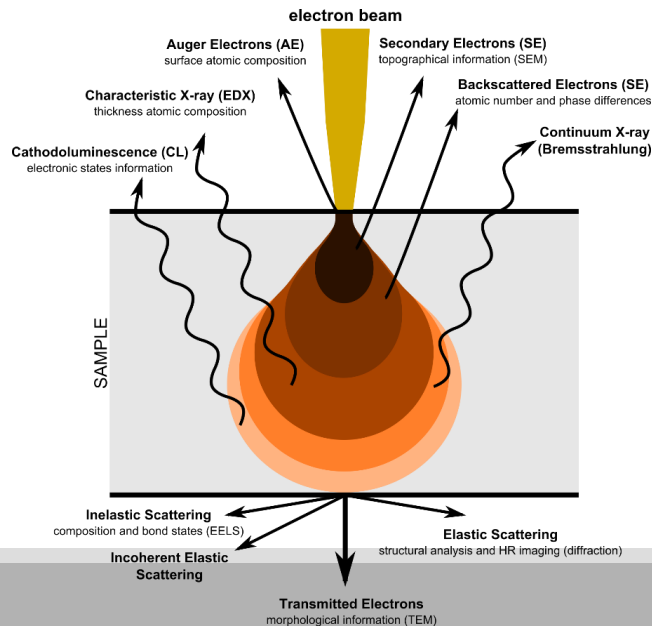 electron beam
Auger Electrons (AE)
surface atomic composition
Secondary Electrons (SE)
topographical information (SEM)
Characteristic X-ray (EDX)
thickness atomic composition
Backscattered Electrons (SE)
atomic number and phase differences
Cathodoluminescence (CL)
electronic states information
Continuum X-ray
(Bremsstrahlung)
SAMPLE
Inelastic Scattering
composition and bond states (EELS)
Incoherent Elastic
Scattering
Elastic Scattering
structural analysis and HR imaging (diffraction)
Transmitted Electrons
morphological information (TEM)